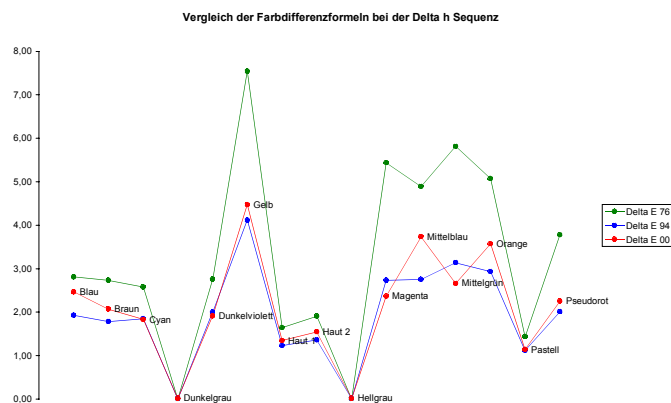 Vergleich der Farbdifferenzformeln bei der Delta h Sequenz
8,00
7,00
6,00
5,00
4,00
3,00
2,00
1,00
0,00
Blau
Braun
Cyan
Dunkelgrau
Dunkelviolett
Gelb
Haut 1
Haut 2
Hellgrau
Magenta
Mittelblau
Mittelgrün
Orange
Pastell
Pseudorot
Delta E 76
Delta E 94
Delta E 00